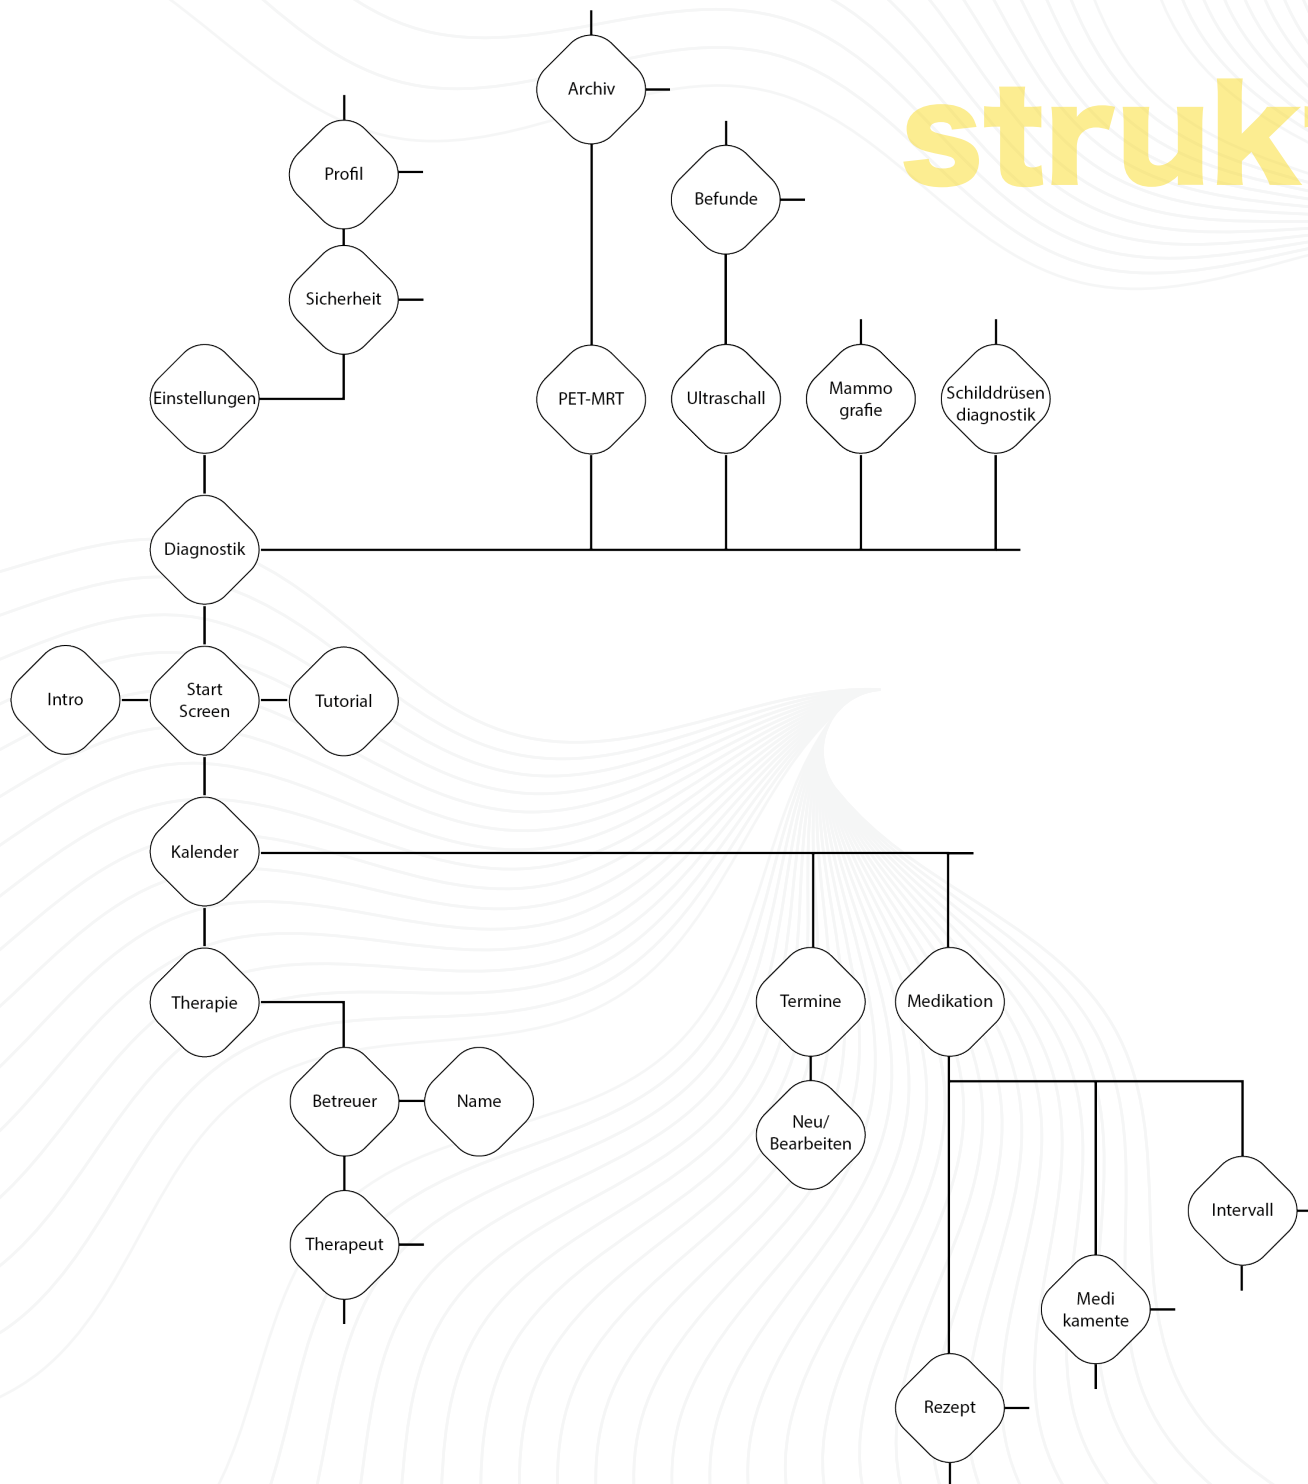 Archiv
struk
Profil
Befunde
Sicherheit
Einstellungen
PET-MRT
Ultraschall
Mammo
grafie
Schilddrüsen
diagnostik
Diagnostik
Intro
Start
Screen
Tutorial
Kalender
Therapie
Termine
Medikation
Betreuer
Name
Neu/
Bearbeiten
Therapeut
Intervall
Medi
kamente
Rezept